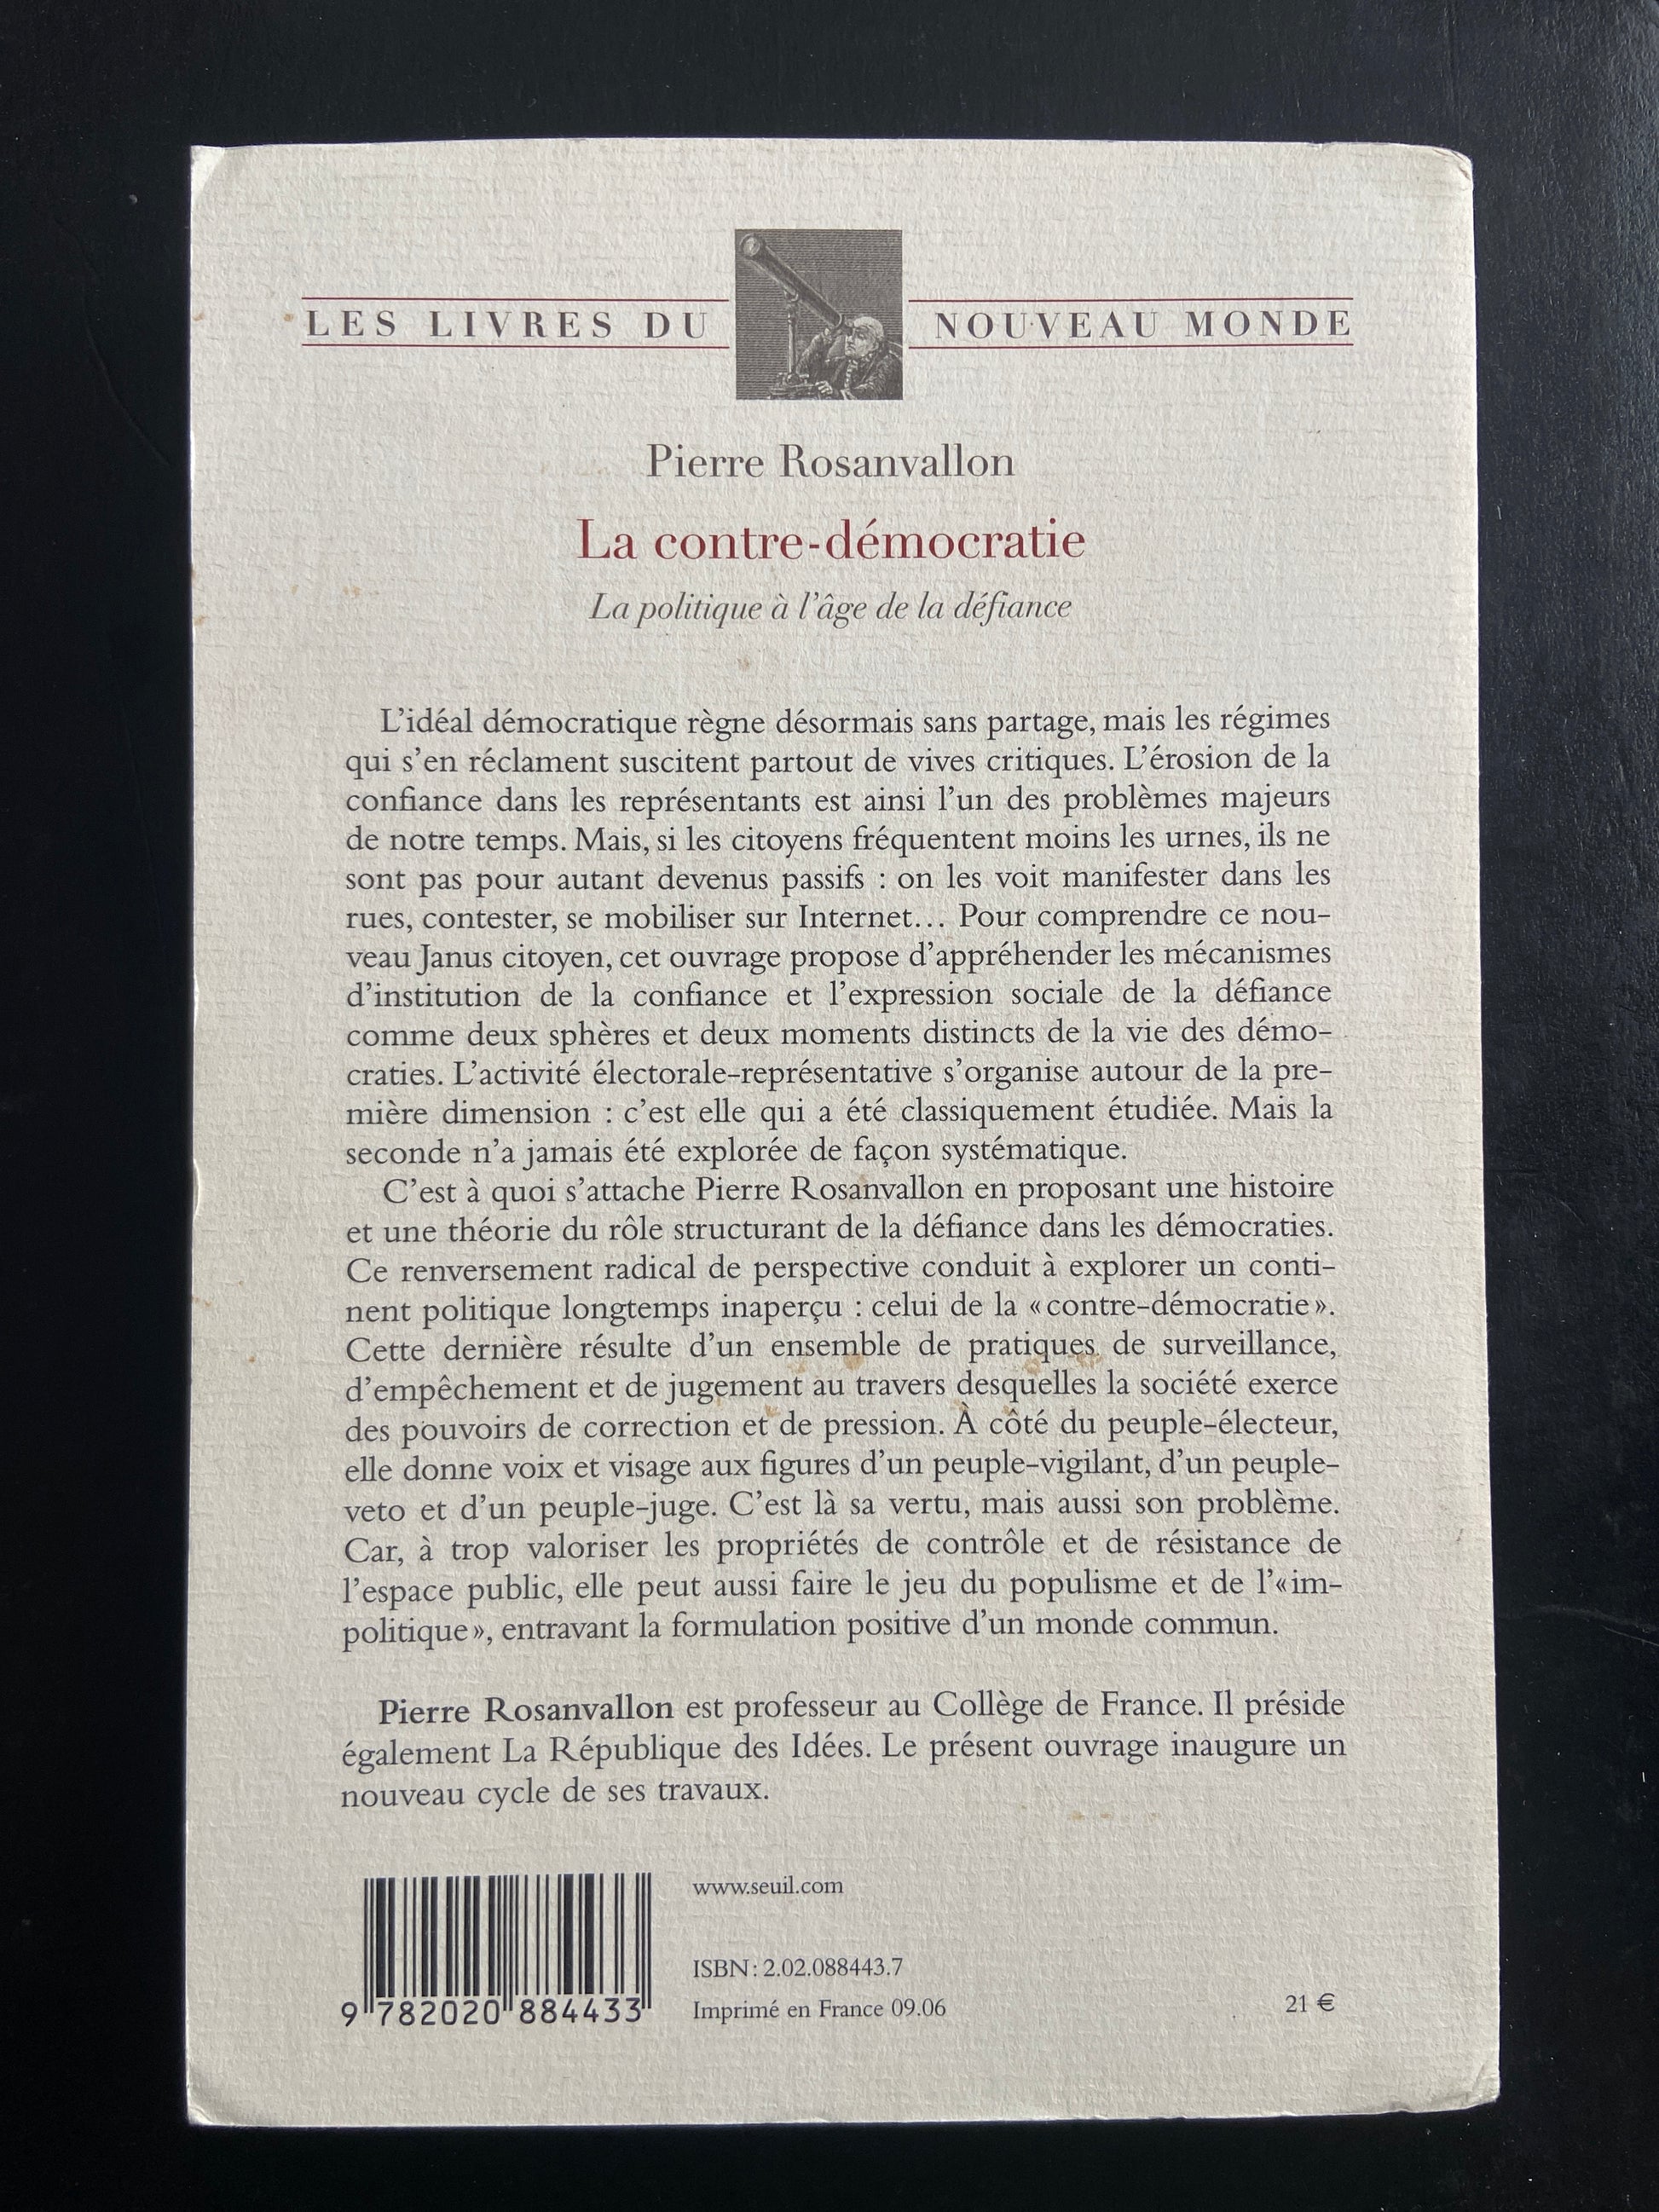 LES LIVRES DU NOUVEAU MONDE
Pierre Rosanvallon
La contre-démocratie
La politique à l'âge de la défiance
L'idéal démocratique règne désormais sans partage, mais les régimes
qui s'en réclament suscitent partout de vives critiques. L'érosion de la
confiance dans les représentants est ainsi l'un des problèmes majeurs
de notre temps. Mais, si les citoyens fréquentent moins les urnes, ils ne
sont pas pour autant devenus passifs : on les voit manifester dans les
rues, contester, se mobiliser sur Internet… Pour comprendre ce nou-
veau Janus citoyen, cet ouvrage propose d'appréhender les mécanismes
d'institution de la confiance et l'expression sociale de la défiance
comme deux sphères et deux moments distincts de la vie des démo-
craties. L'activité électorale-représentative s'organise autour de la pre-
mière dimension : c'est elle qui a été classiquement étudiée. Mais la
seconde n'a jamais été explorée de façon systématique.
C'est à quoi s'attache Pierre Rosanvallon en proposant une histoire
et une théorie du rôle structurant de la défiance dans les démocraties.
Ce renversement radical de perspective conduit à explorer un conti-
nent politique longtemps inaperçu : celui de la «contre-démocratie».
Cette dernière résulte d'un ensemble de pratiques de surveillance,
d'empêchement et de jugement au travers desquelles la société exerce
des pouvoirs de correction et de pression. À côté du peuple-électeur,
elle donne voix et visage aux figures d'un peuple-vigilant, d'un peuple-
veto et d'un peuple-juge. C'est là sa vertu, mais aussi son problème.
Car, à trop valoriser les propriétés de contrôle et de résistance de
l'espace public, elle peut aussi faire le jeu du populisme et de l'«im-
politique», entravant la formulation positive d'un monde commun.
Pierre Rosanvallon est professeur au Collège de France. Il préside
également La République des Idées. Le présent ouvrage inaugure un
nouveau cycle de ses travaux.
www.seuil.com
ISBN : 2.02.088443.7
Imprimé en France 09.06
21 €
9 782020 884433